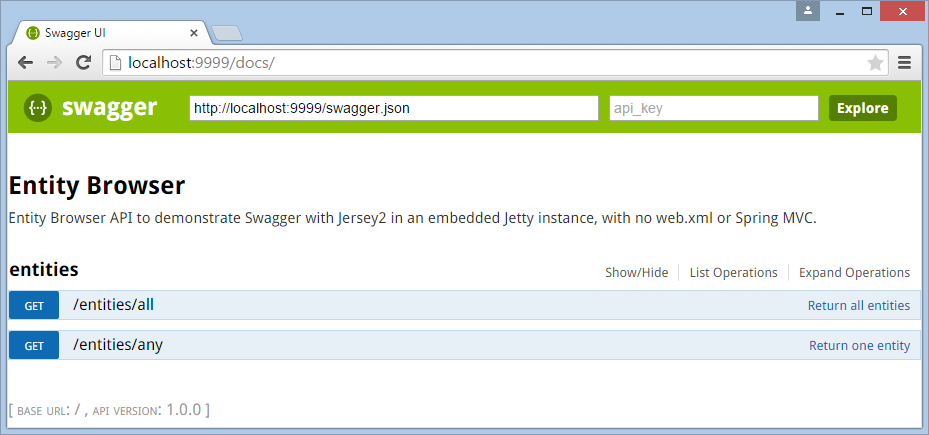 Swagger UI
localhost:9999/docs/
{··} swagger http://localhost:9999/swagger.json api_key Explore
Entity Browser
Entity Browser API to demonstrate Swagger with Jersey2 in an embedded Jetty instance, with no web.xml or Spring MVC.
entities Show/Hide List Operations Expand Operations
GET /entities/all Return all entities
GET /entities/any Return one entity
[ BASE URL: / , API VERSION: 1.0.0 ]